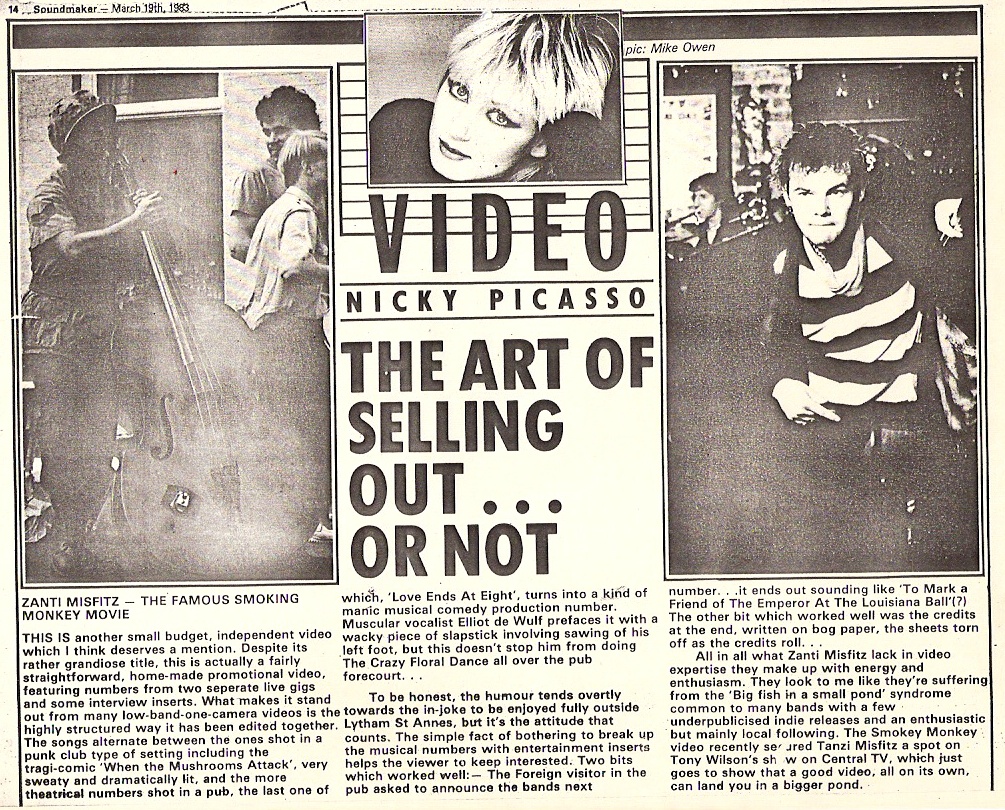 14 Soundmaker — March 19th, 1983
pic: Mike Owen
VIDEO
NICKY PICASSO
THE ART OF
SELLING
OUT . . .
OR NOT
ZANTI MISFITZ — THE FAMOUS SMOKING
MONKEY MOVIE
THIS IS another small budget, independent video
which I think deserves a mention. Despite its
rather grandiose title, this is actually a fairly
straightforward, home-made promotional video,
featuring numbers from two seperate live gigs
and some interview inserts. What makes it stand
out from many low-band-one-camera videos is the
highly structured way it has been edited together.
The songs alternate between the ones shot in a
punk club type of setting including the
tragi-comic 'When the Mushrooms Attack', very
sweaty and dramatically lit, and the more
theatrical numbers shot in a pub, the last one of
which, 'Love Ends At Eight', turns into a kind of
manic musical comedy production number.
Muscular vocalist Elliot de Wulf prefaces it with a
wacky piece of slapstick involving sawing of his
left foot, but this doesn't stop him from doing
The Crazy Floral Dance all over the pub
forecourt. . .
To be honest, the humour tends overtly
towards the in-joke to be enjoyed fully outside
Lytham St Annes, but it's the attitude that
counts. The simple fact of bothering to break up
the musical numbers with entertainment inserts
helps the viewer to keep interested. Two bits
which worked well:— The Foreign visitor in the
pub asked to announce the bands next
number. . .it ends out sounding like 'To Mark a
Friend of The Emperor At The Louisiana Ball'(?)
The other bit which worked well was the credits
at the end, written on bog paper, the sheets torn
off as the credits roll. . .
All in all what Zanti Misfitz lack in video
expertise they make up with energy and
enthusiasm. They look to me like they're suffering
from the 'Big fish in a small pond' syndrome
common to many bands with a few
underpublicised indie releases and an enthusiastic
but mainly local following. The Smokey Monkey
video recently se ured Tanzi Misfitz a spot on
Tony Wilson's sh w on Central TV, which just
goes to show that a good video, all on its own,
can land you in a bigger pond.